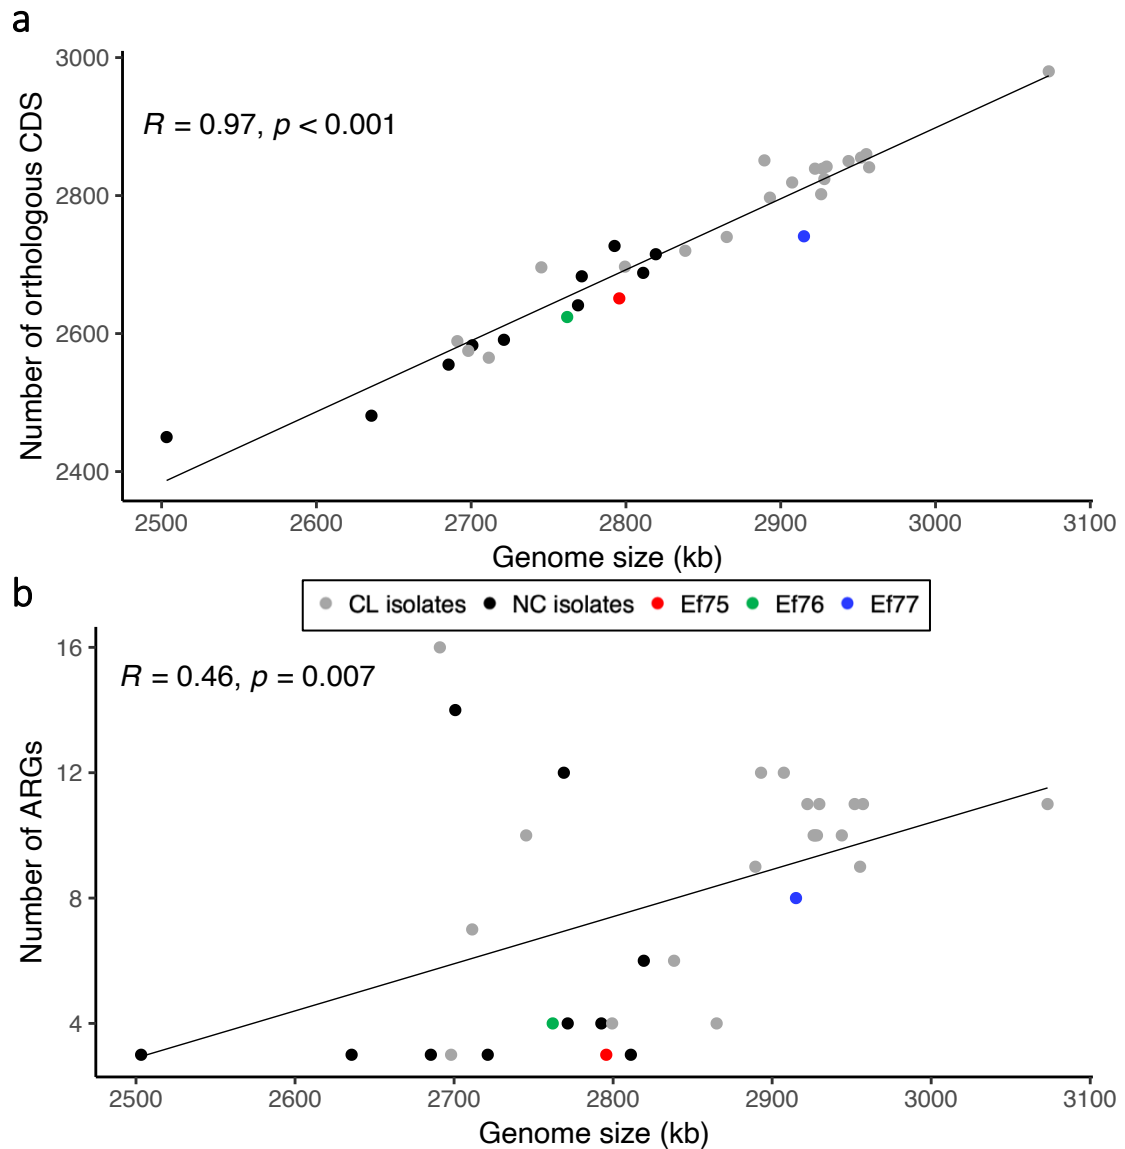 a
3000
2800
2600
2400
Number of orthologous CDS
R = 0.97, p < 0.001
2500 2600 2700 2800 2900 3000 3100
Genome size (kb)
b
CL isolates NC isolates Ef75 Ef76 Ef77
16
12
8
4
Number of ARGs
R = 0.46, p = 0.007
2500 2600 2700 2800 2900 3000 3100
Genome size (kb)